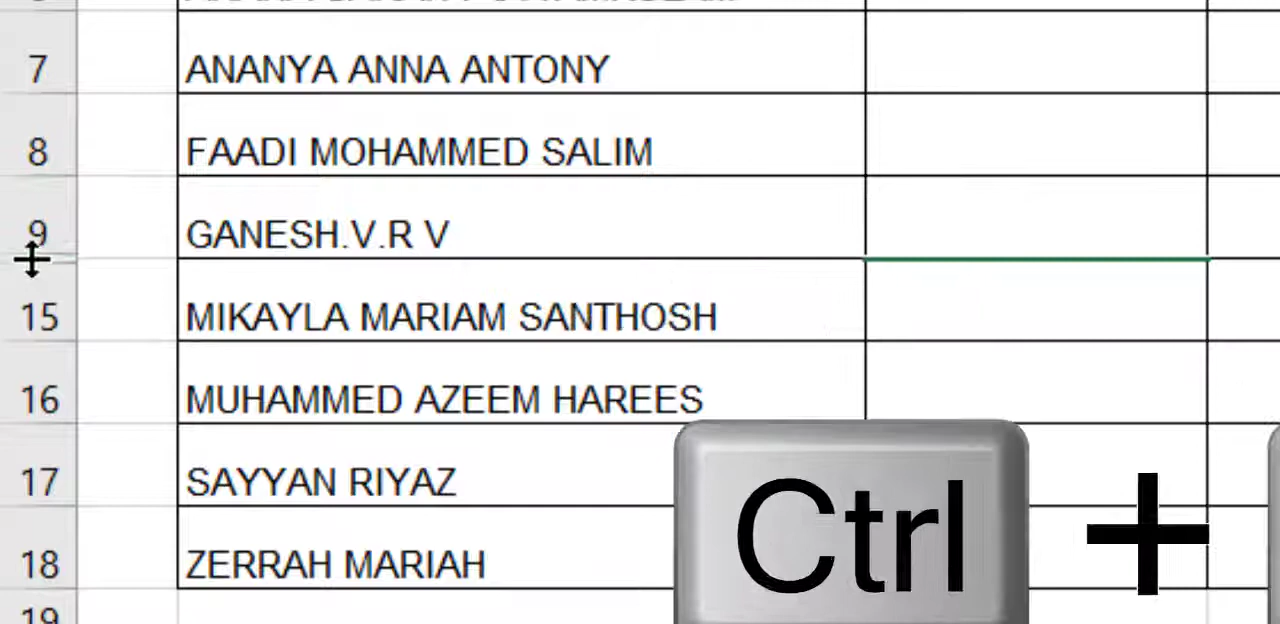 7 ANANYA ANNA ANTONY
8 FAADI MOHAMMED SALIM
9 GANESH.V.R V
15 MIKAYLA MARIAM SANTHOSH
16 MUHAMMED AZEEM HAREES
17 SAYYAN RIYAZ
18 ZERRAH MARIAH
19
Ctrl +